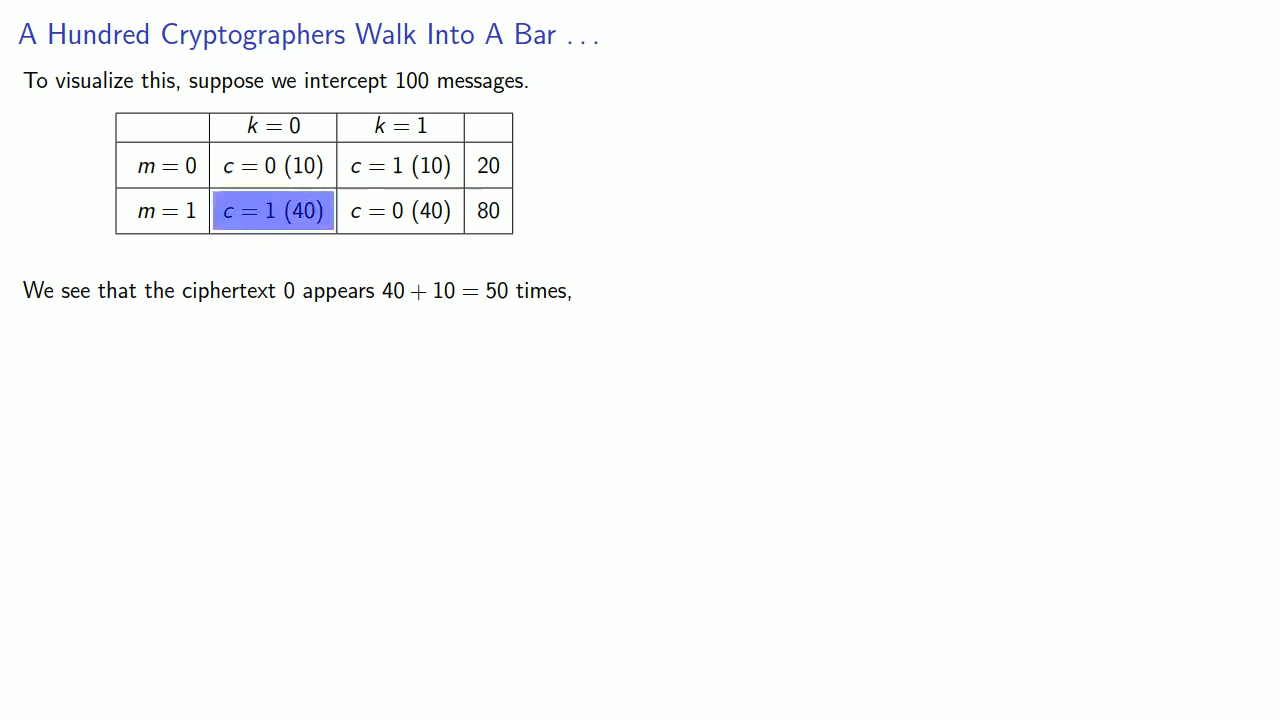 A Hundred Cryptographers Walk Into A Bar ...
To visualize this, suppose we intercept 100 messages.
k = 0 k = 1
m = 0 c = 0 (10) c = 1 (10) 20
m = 1 c = 1 (40) c = 0 (40) 80
We see that the ciphertext 0 appears 40 + 10 = 50 times,